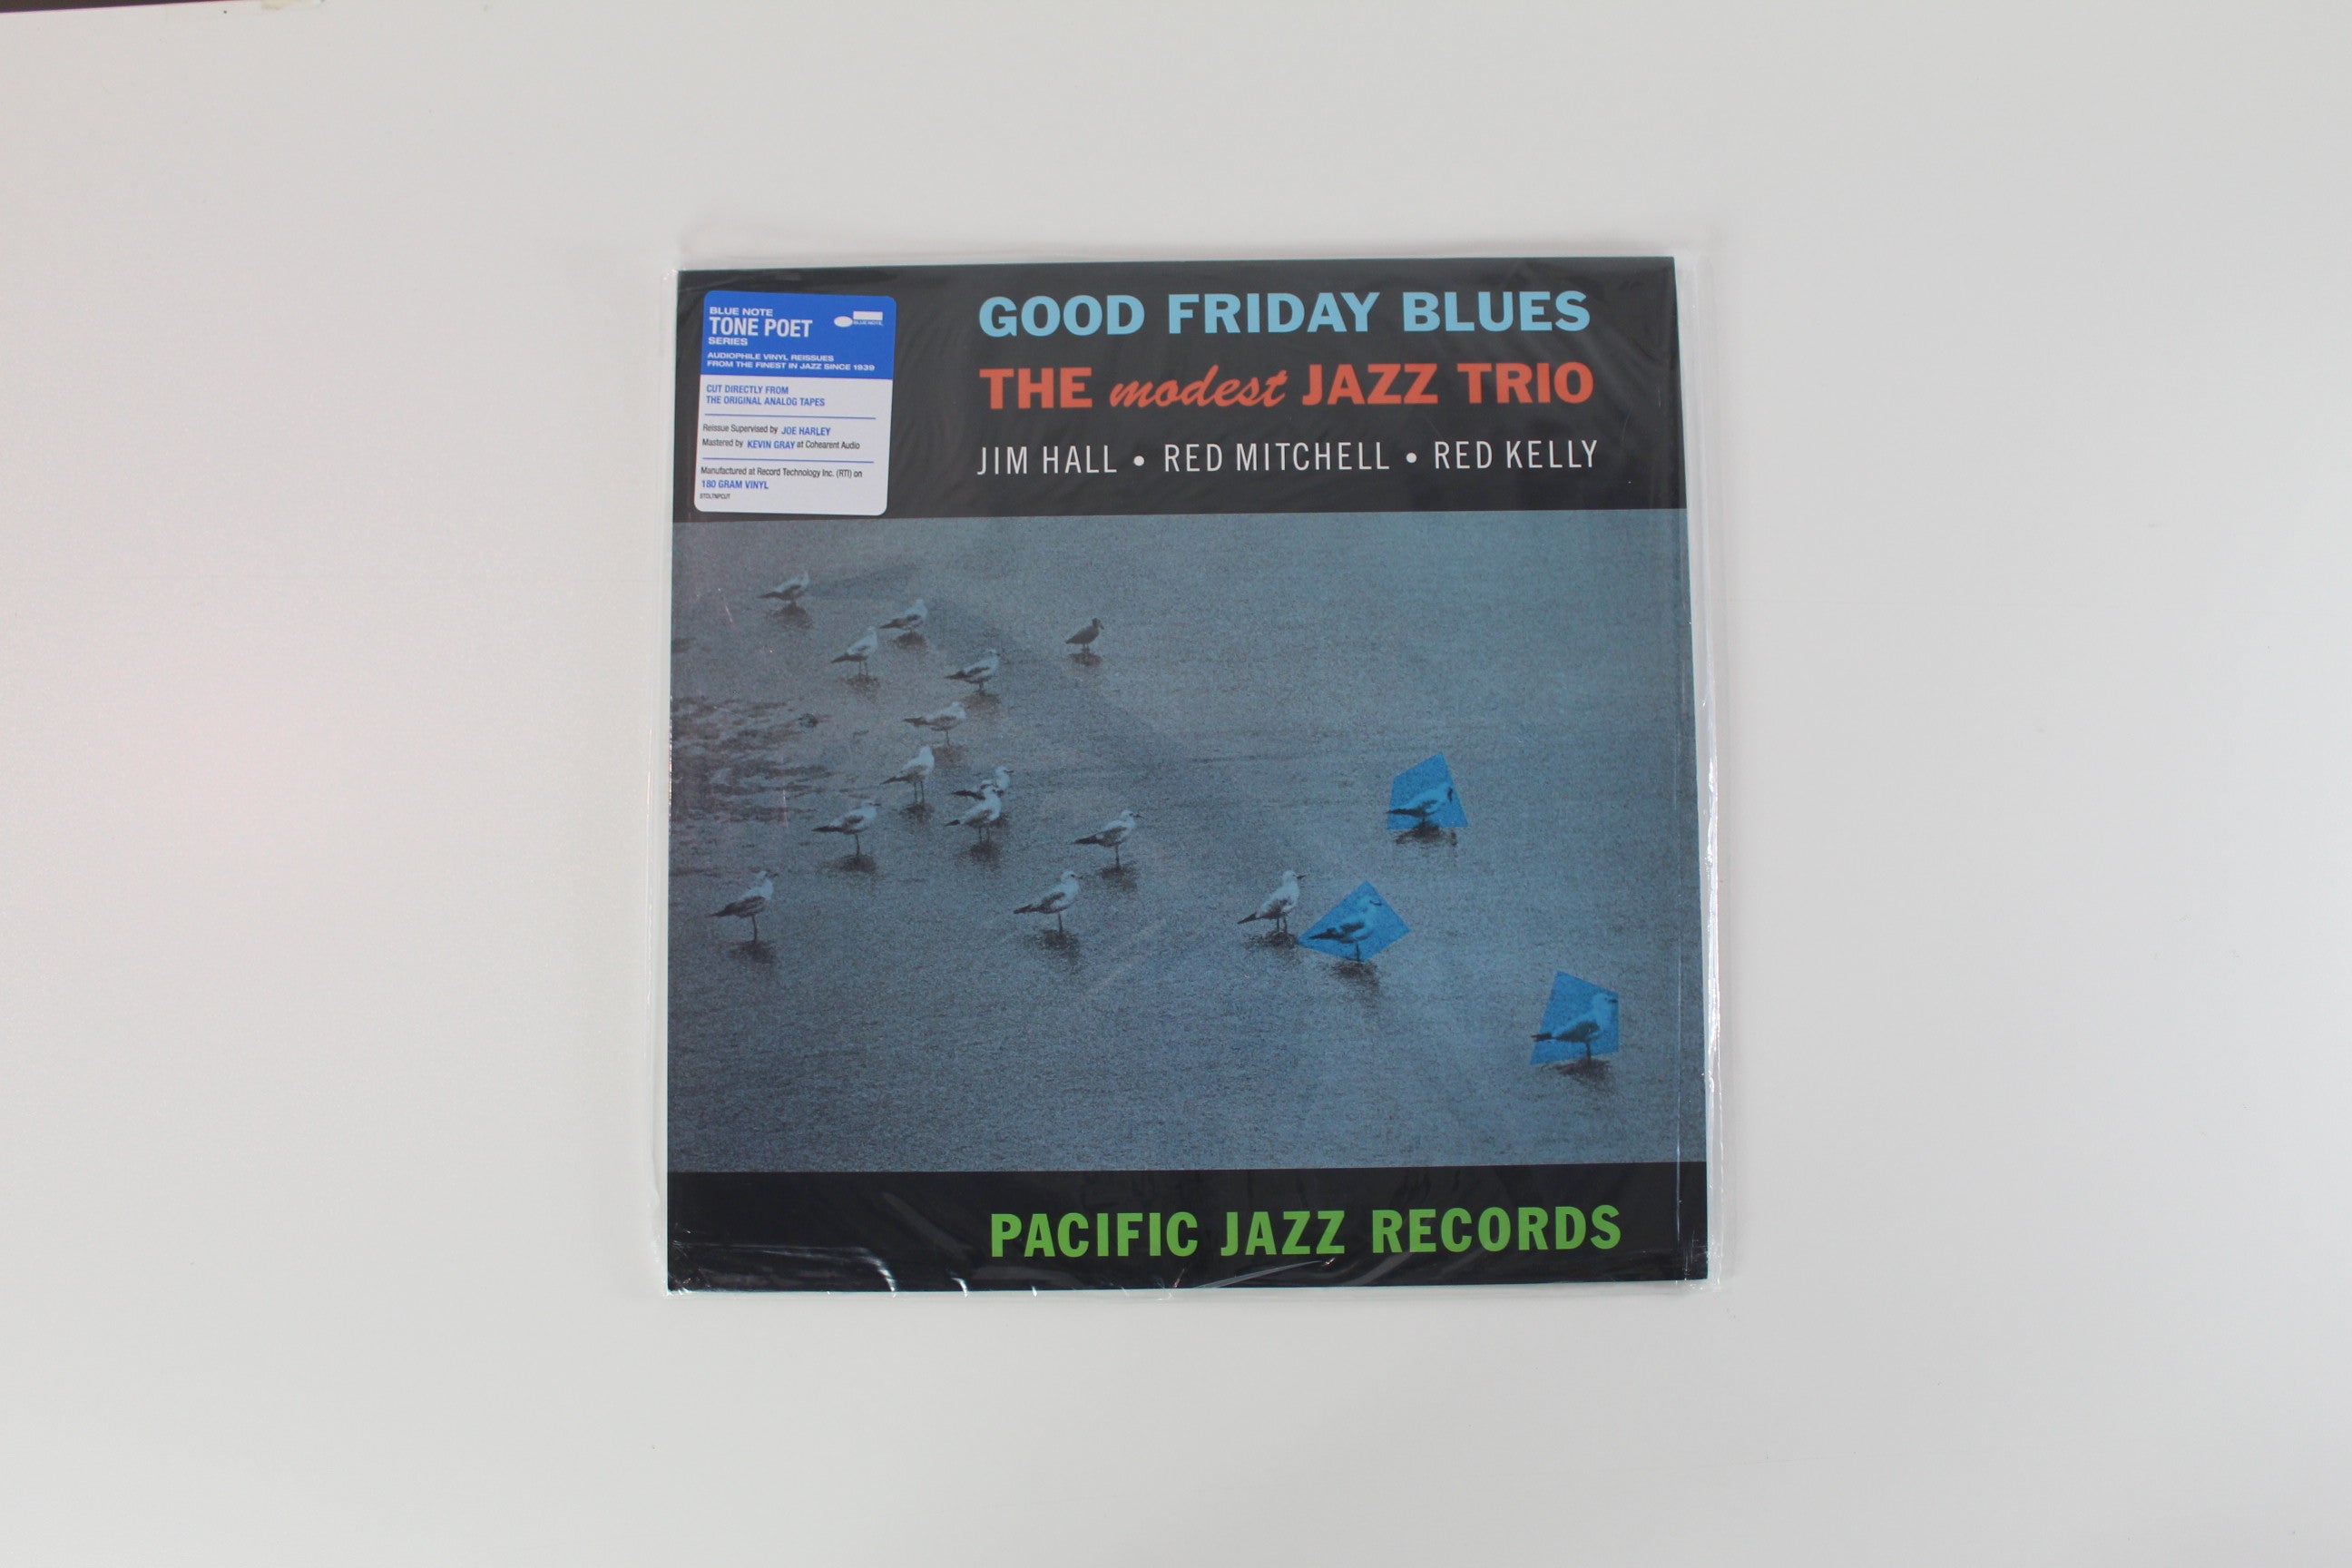 BLUE NOTE
TONE POET
SERIES
BLUE NOTE
AUDIOPHILE VINYL REISSUES
FROM THE FINEST IN JAZZ SINCE 1939
CUT DIRECTLY FROM
THE ORIGINAL ANALOG TAPES
Reissue Supervised by JOE HARLEY
Mastered by KEVIN GRAY at Cohearent Audio
Manufactured at Record Technology Inc. (RTI) on
180 GRAM VINYL
GOOD FRIDAY BLUES
THE modest JAZZ TRIO
JIM HALL • RED MITCHELL • RED KELLY
PACIFIC JAZZ RECORDS